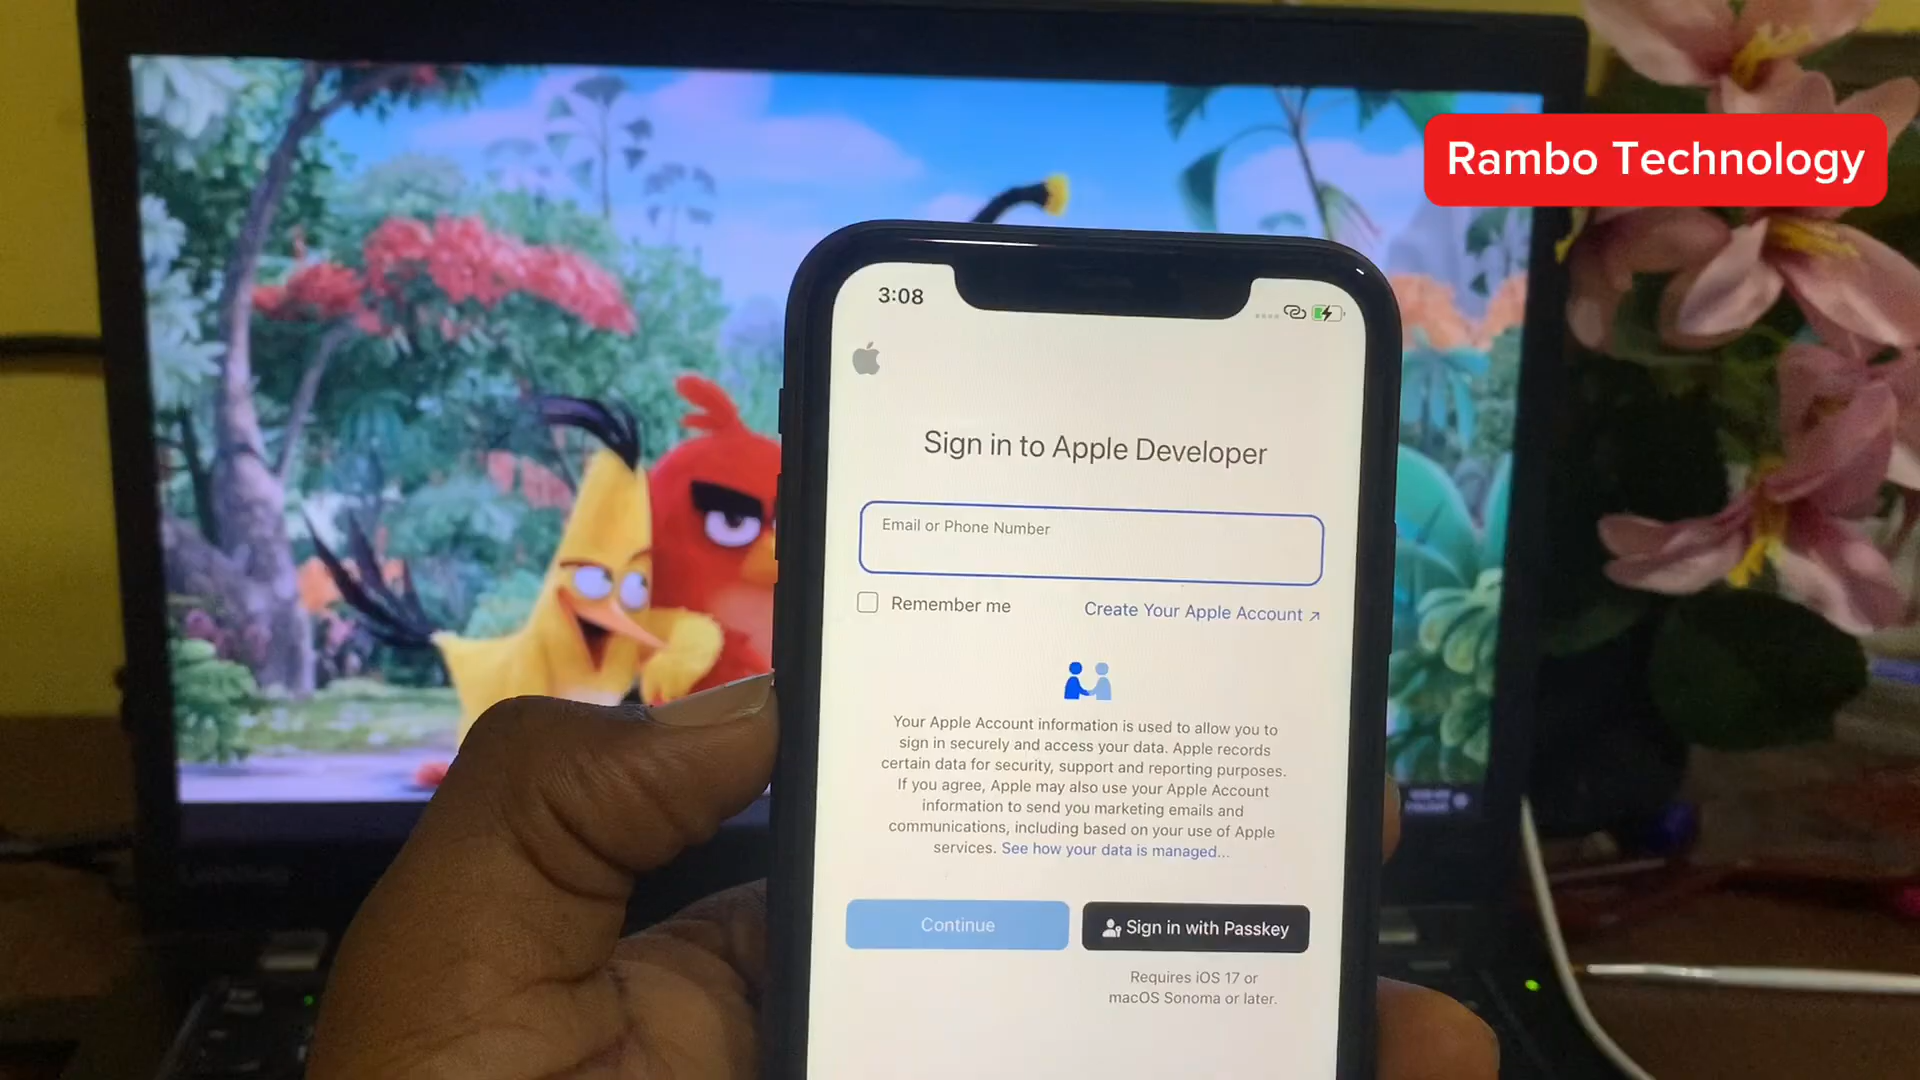 Rambo Technology
3:08
Sign in to Apple Developer
Email or Phone Number
Remember me
Create Your Apple Account ↗
Your Apple Account information is used to allow you to
sign in securely and access your data. Apple records
certain data for security, support and reporting purposes.
If you agree, Apple may also use your Apple Account
information to send you marketing emails and
communications, including based on your use of Apple
services. See how your data is managed...
Continue
Sign in with Passkey
Requires iOS 17 or
macOS Sonoma or later.